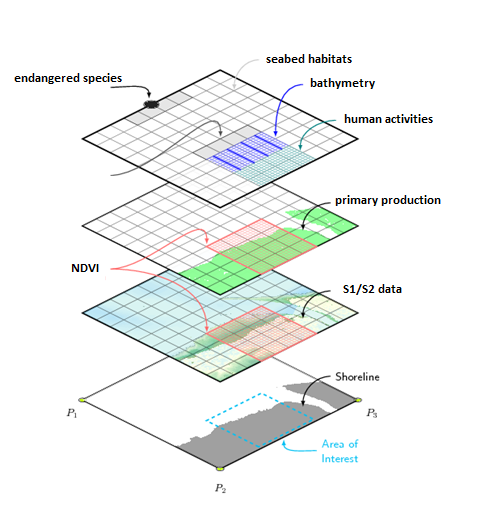 seabed habitats
endangered species
bathymetry
human activities
primary production
NDVI
S1/S2 data
Shoreline
P1
P3
Area of
Interest
P2